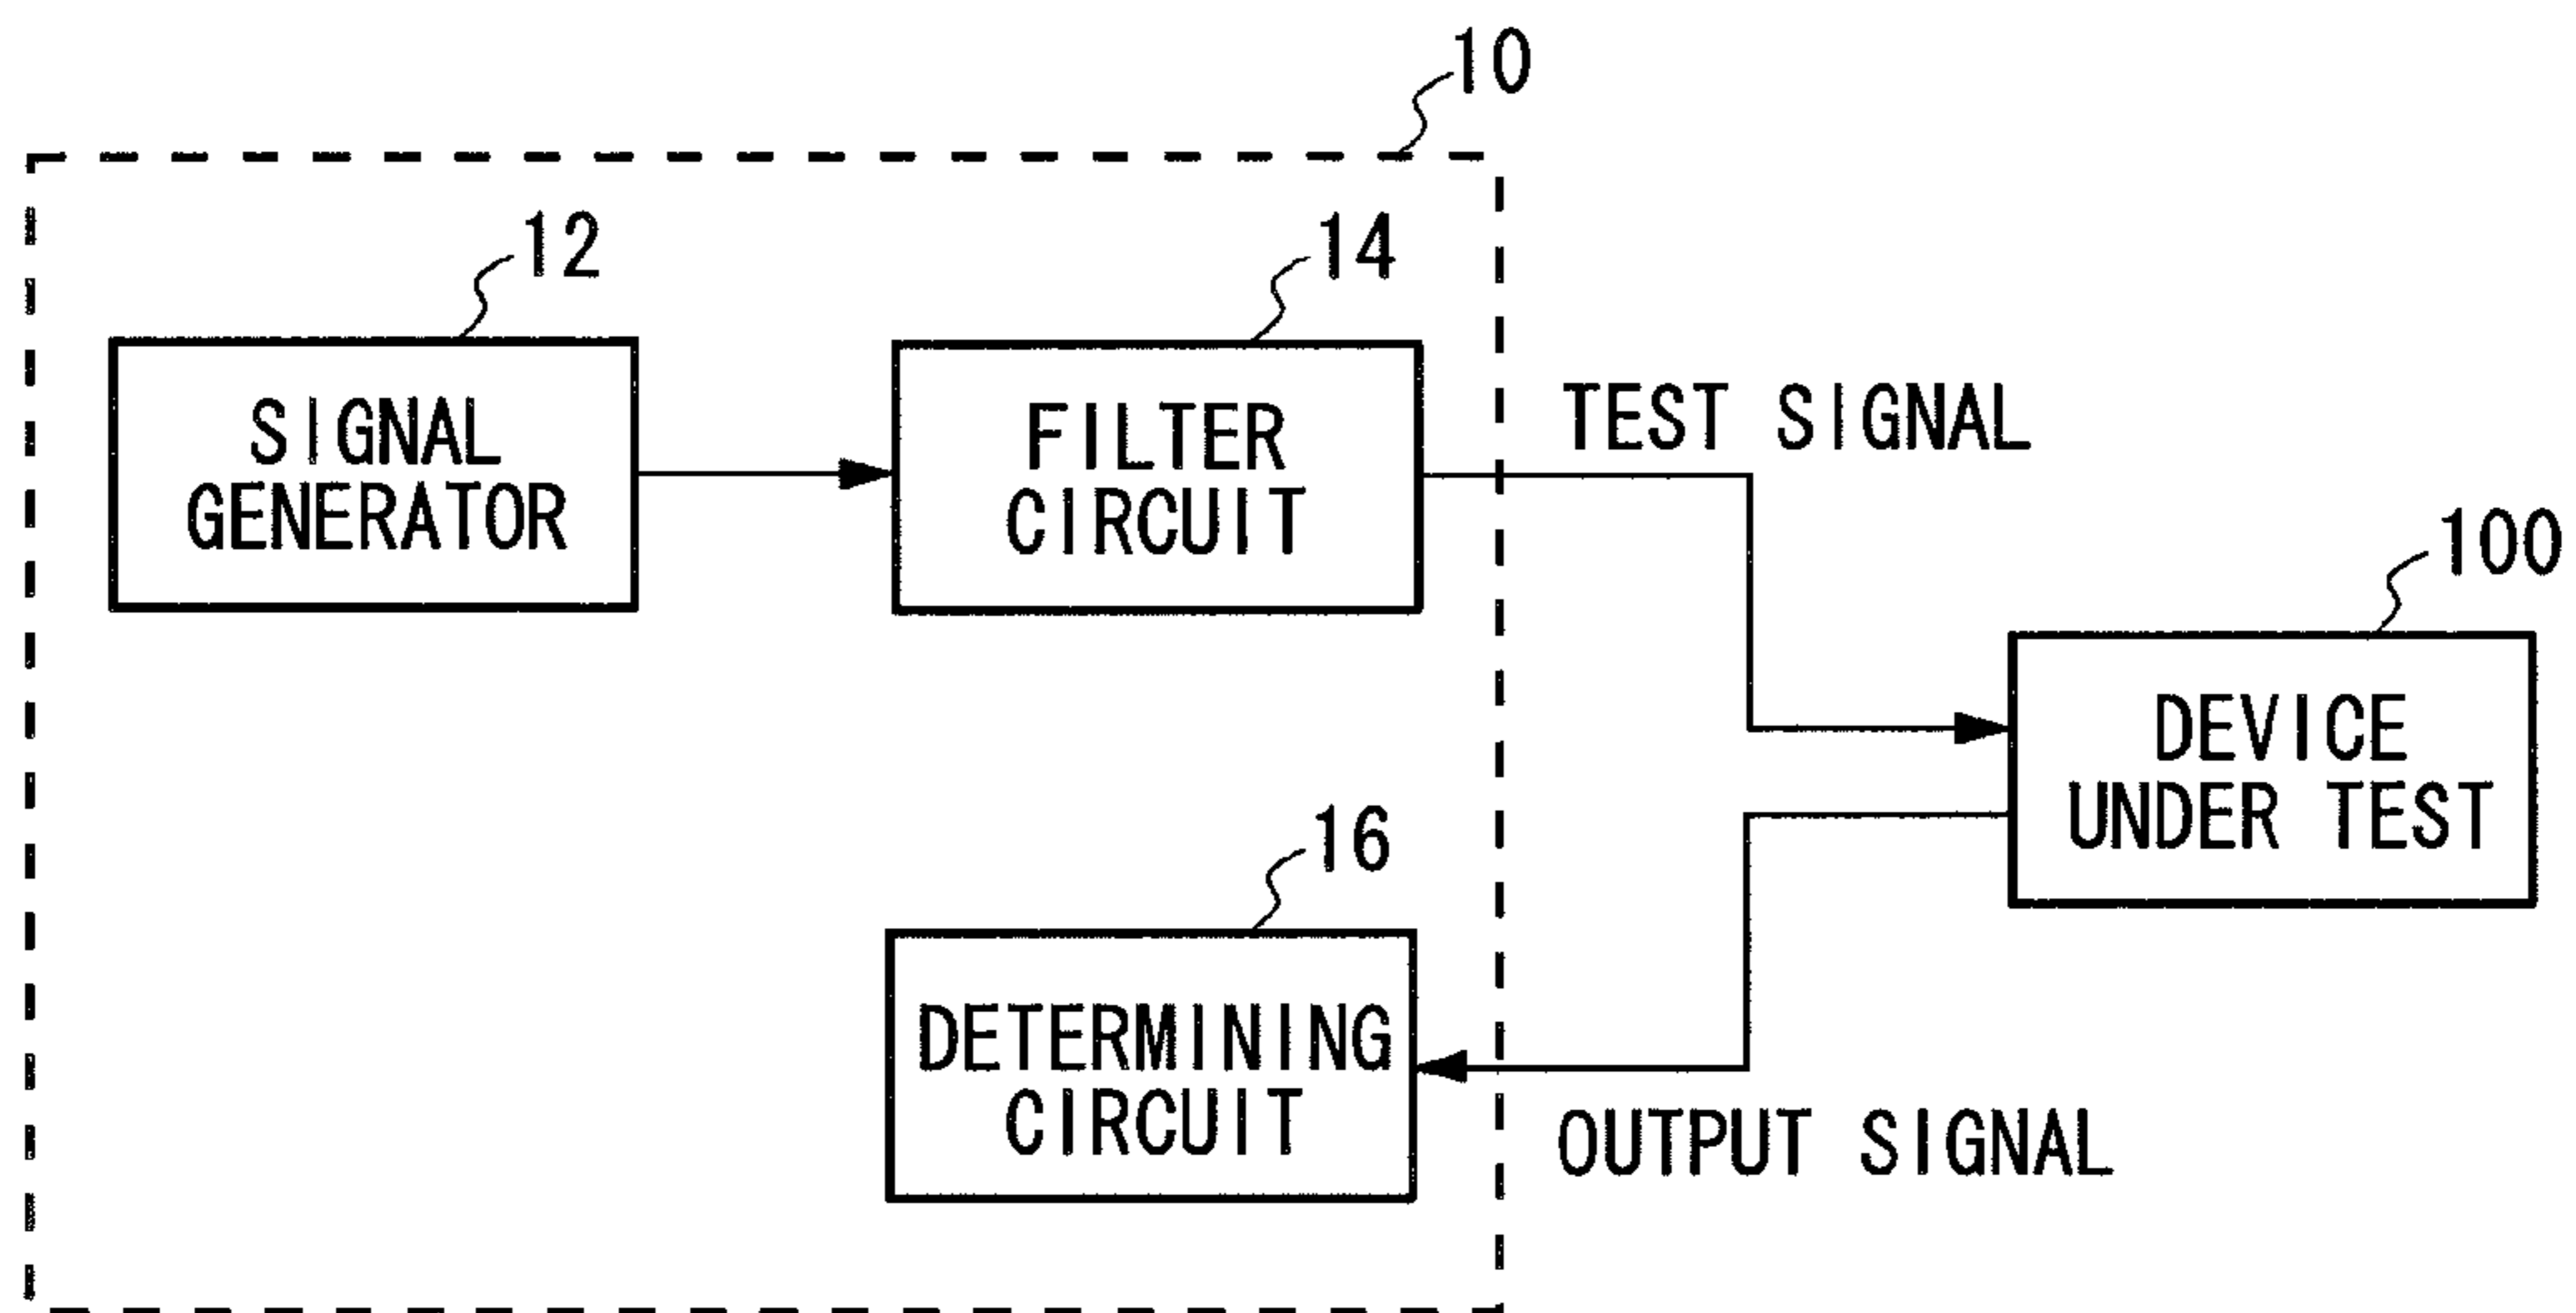 10
12
14
SIGNAL
GENERATOR
FILTER
CIRCUIT
TEST SIGNAL
100
DEVICE
UNDER TEST
16
DETERMINING
CIRCUIT
OUTPUT SIGNAL